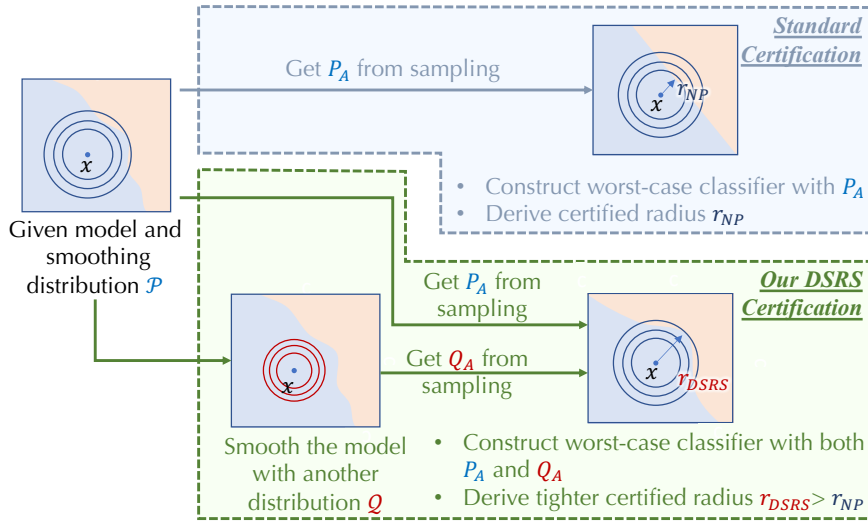 Standard
Certification
Get P_A from sampling
r_NP
x
• Construct worst-case classifier with P_A
• Derive certified radius r_NP
x
Given model and
smoothing
distribution 𝒫
Our DSRS
Certification
Get P_A from
sampling
Get Q_A from
sampling
x
x
r_DSRS
Smooth the model
with another
distribution 𝒬
• Construct worst-case classifier with both
P_A and Q_A
• Derive tighter certified radius r_DSRS > r_NP